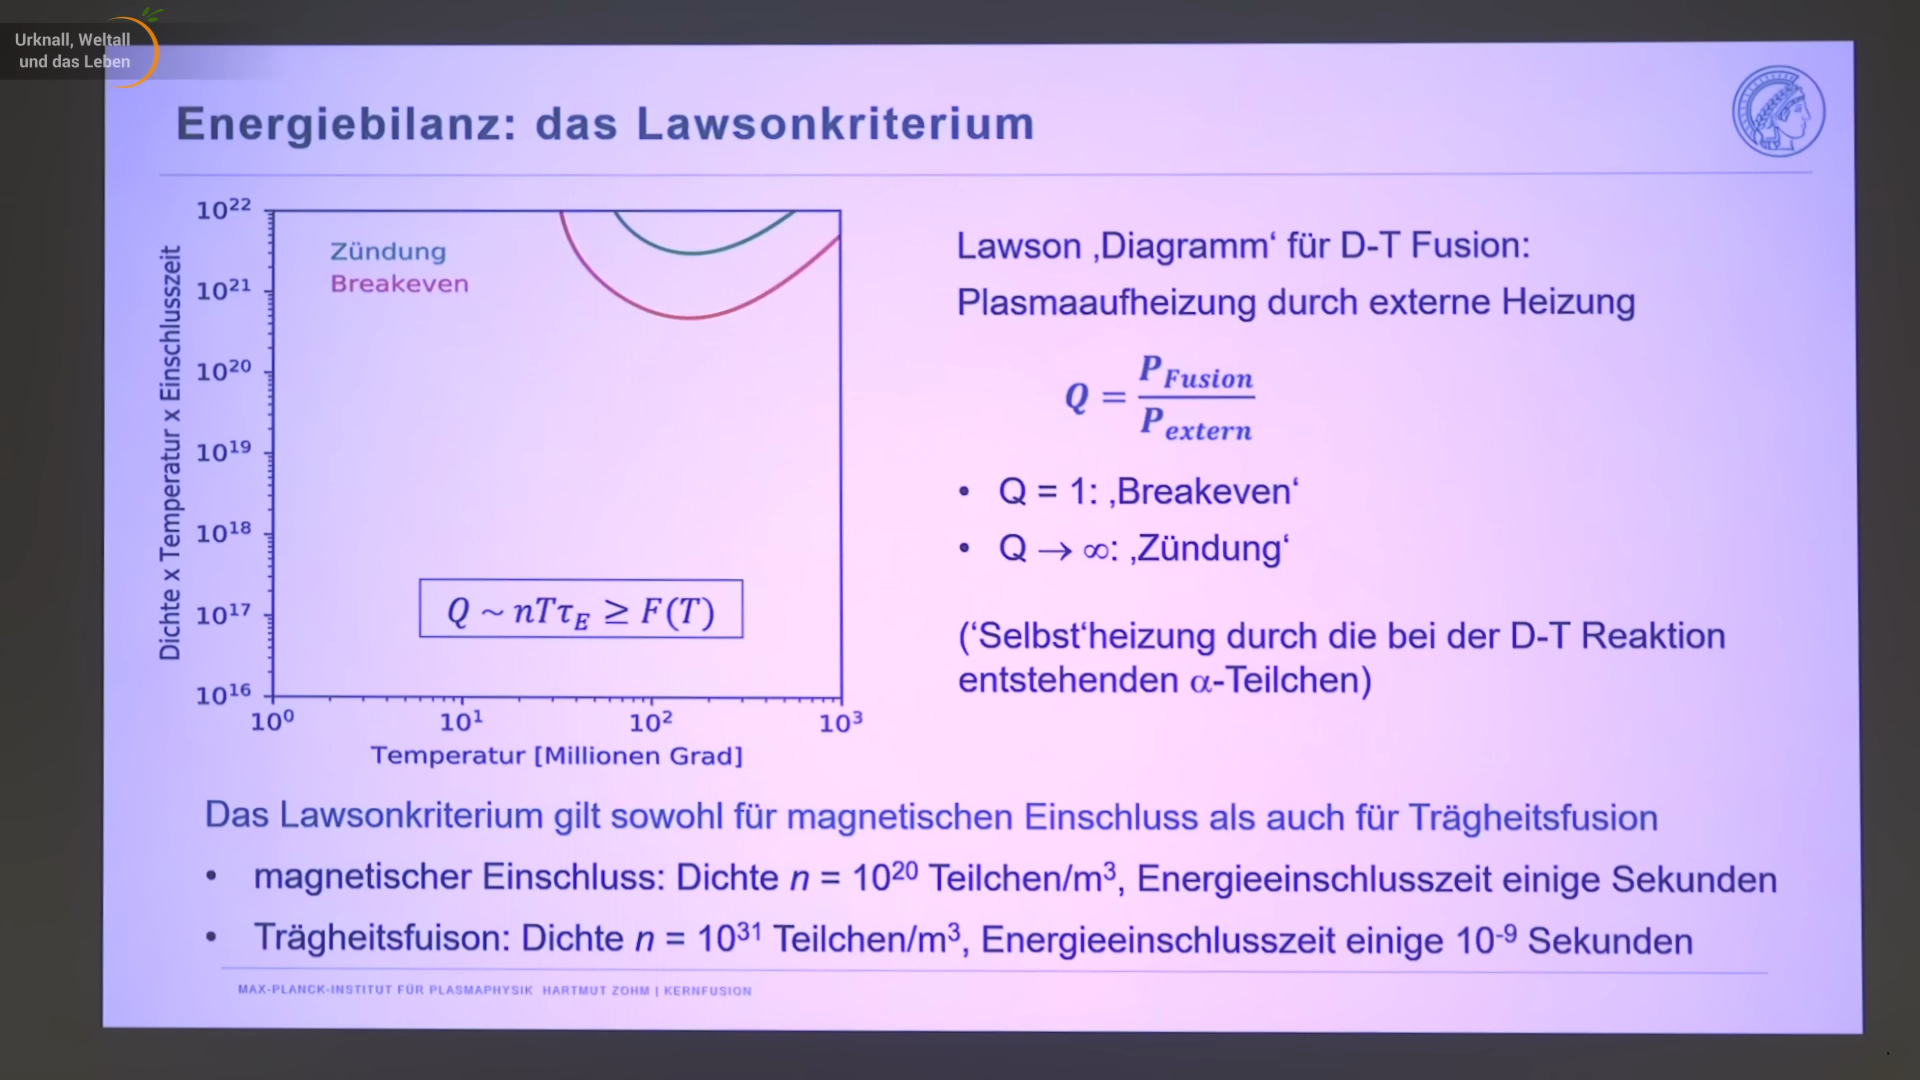 Urknall, Weltall
und das Leben
Energiebilanz: das Lawsonkriterium
Zündung
Breakeven
10²²
10²¹
10²⁰
10¹⁹
10¹⁸
10¹⁷
10¹⁶
Dichte x Temperatur x Einschlusszeit
Q ~ nTτ_E ≥ F(T)
10⁰ 10¹ 10² 10³
Temperatur [Millionen Grad]
Lawson ‚Diagramm‘ für D-T Fusion:
Plasmaaufheizung durch externe Heizung
Q = P_Fusion / P_extern
• Q = 1: ‚Breakeven‘
• Q → ∞: ‚Zündung‘
(‘Selbst‘heizung durch die bei der D-T Reaktion
entstehenden α-Teilchen)
Das Lawsonkriterium gilt sowohl für magnetischen Einschluss als auch für Trägheitsfusion
• magnetischer Einschluss: Dichte n = 10²⁰ Teilchen/m³, Energieeinschlusszeit einige Sekunden
• Trägheitsfuison: Dichte n = 10³¹ Teilchen/m³, Energieeinschlusszeit einige 10⁻⁹ Sekunden
MAX-PLANCK-INSTITUT FÜR PLASMAPHYSIK HARTMUT ZOHM | KERNFUSION